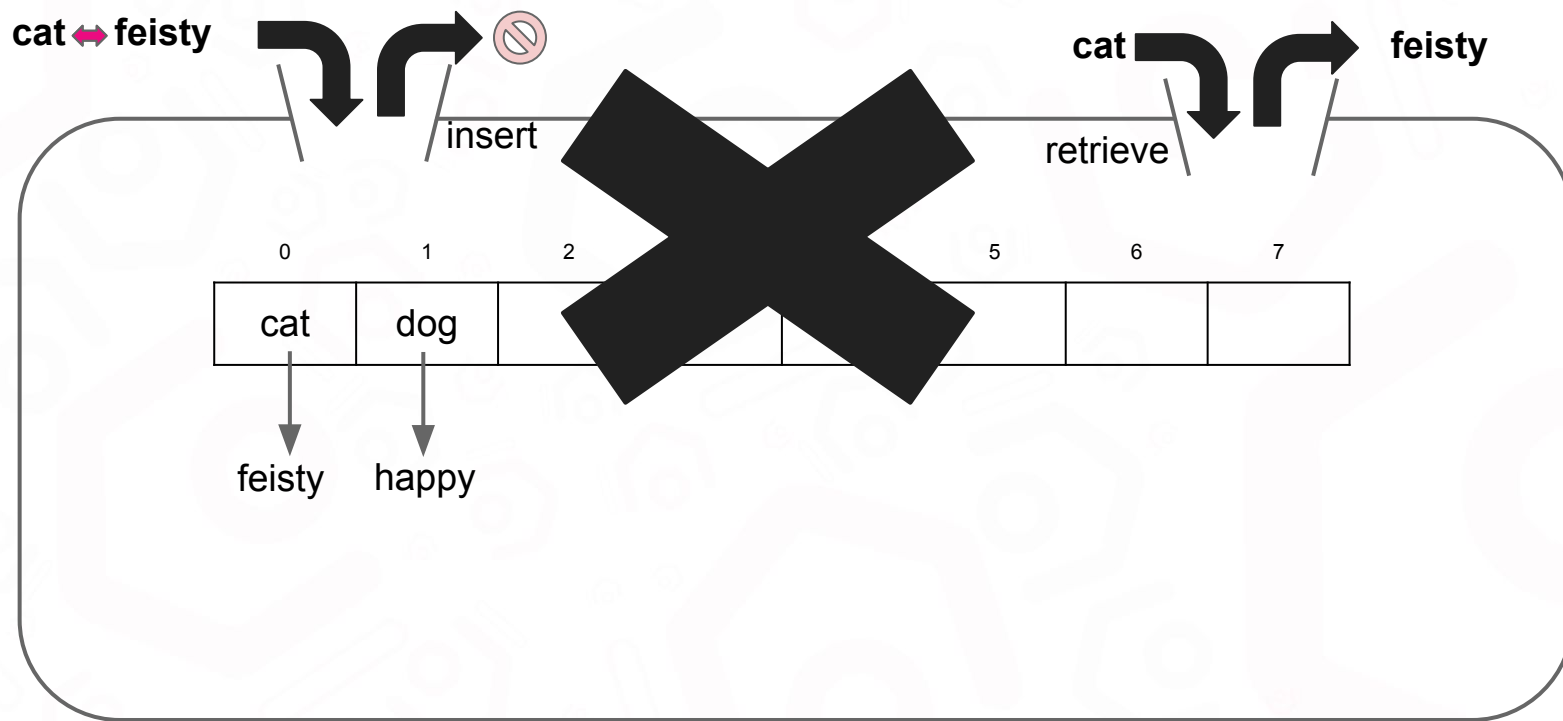 cat feisty
insert
cat feisty
retrieve
0 1 2 5 6 7
cat dog
feisty happy